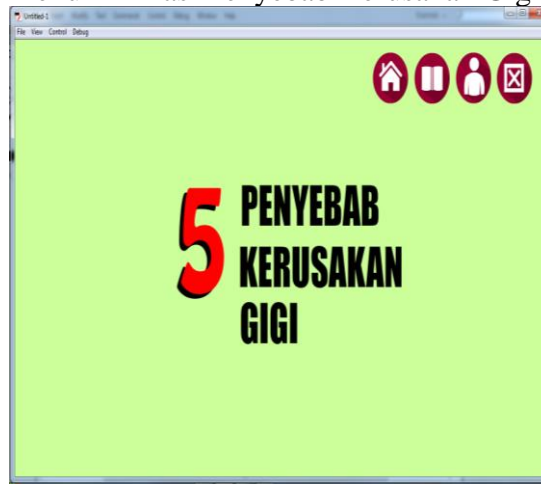 Untitled-1
File View Control Debug
5 PENYEBAB
KERUSAKAN
GIGI